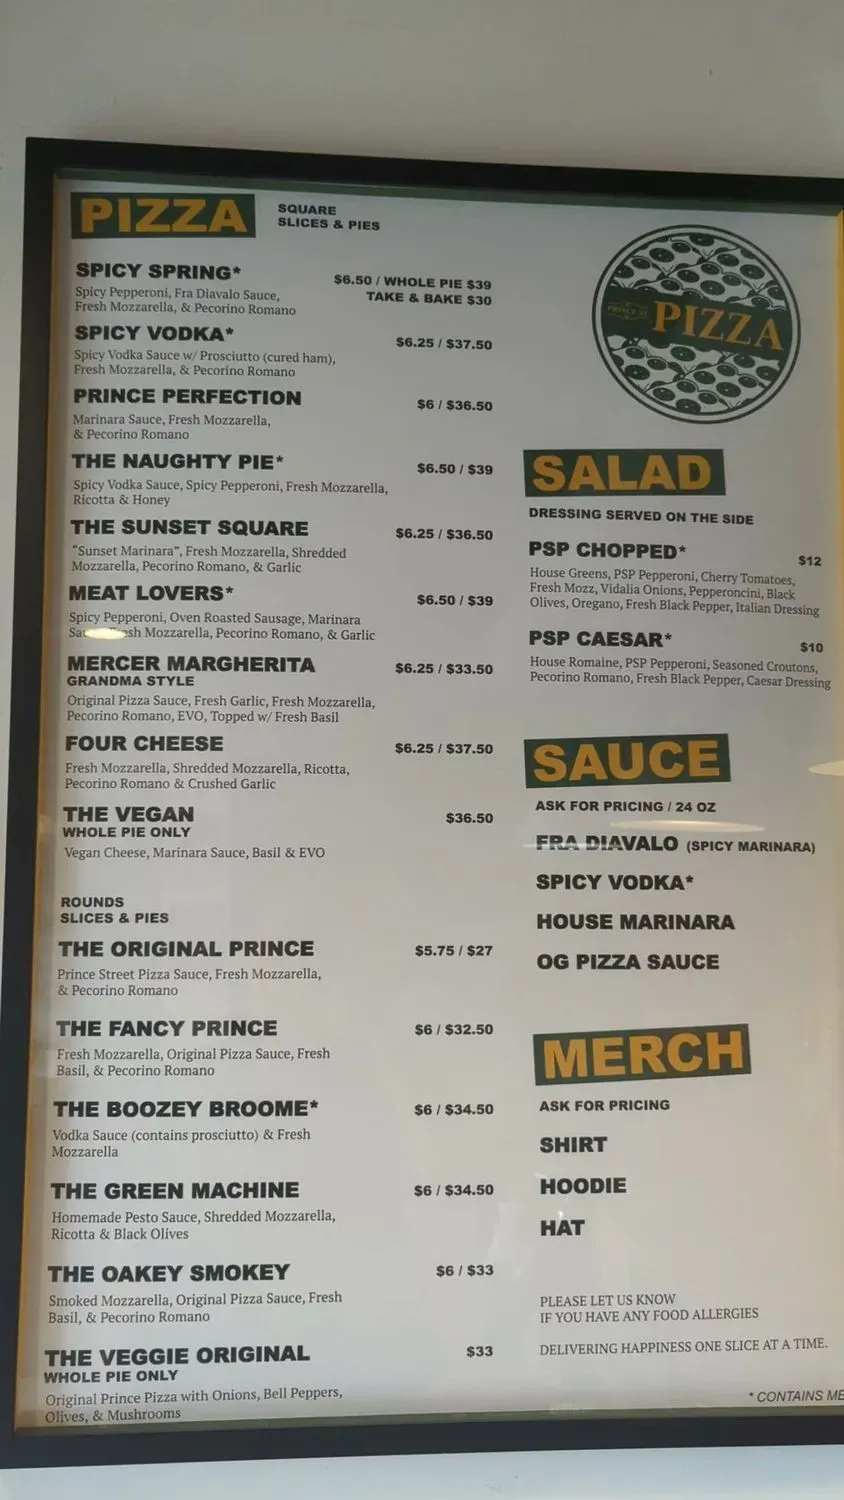 PIZZA
SQUARE
SLICES & PIES
SPICY SPRING*
$6.50 / WHOLE PIE $39
TAKE & BAKE $30
Spicy Pepperoni, Fra Diavalo Sauce,
Fresh Mozzarella, & Pecorino Romano
SPICY VODKA*
$6.25 / $37.50
Spicy Vodka Sauce w/ Prosciutto (cured ham),
Fresh Mozzarella, & Pecorino Romano
PRINCE PERFECTION
$6 / $36.50
Marinara Sauce, Fresh Mozzarella,
& Pecorino Romano
THE NAUGHTY PIE*
$6.50 / $39
Spicy Vodka Sauce, Spicy Pepperoni, Fresh Mozzarella,
Ricotta & Honey
THE SUNSET SQUARE
$6.25 / $36.50
"Sunset Marinara", Fresh Mozzarella, Shredded
Mozzarella, Pecorino Romano, & Garlic
MEAT LOVERS*
$6.50 / $39
Spicy Pepperoni, Oven Roasted Sausage, Marinara
Mozzarella, Pecorino Romano, & Garlic
MERCER MARGHERITA
GRANDMA STYLE
$6.25 / $33.50
Original Pizza Sauce, Fresh Garlic, Fresh Mozzarella,
Pecorino Romano, EVO, Topped w/ Fresh Basil
FOUR CHEESE
$6.25 / $37.50
Fresh Mozzarella, Shredded Mozzarella, Ricotta,
Pecorino Romano & Crushed Garlic
THE VEGAN
WHOLE PIE ONLY
$36.50
Vegan Cheese, Marinara Sauce, Basil & EVO
ROUNDS
SLICES & PIES
THE ORIGINAL PRINCE
$5.75 / $27
Prince Street Pizza Sauce, Fresh Mozzarella,
& Pecorino Romano
THE FANCY PRINCE
$6 / $32.50
Fresh Mozzarella, Original Pizza Sauce, Fresh
Basil, & Pecorino Romano
THE BOOZEY BROOME*
$6 / $34.50
Vodka Sauce (contains prosciutto) & Fresh
Mozzarella
THE GREEN MACHINE
$6 / $34.50
Homemade Pesto Sauce, Shredded Mozzarella,
Ricotta & Black Olives
THE OAKEY SMOKEY
$6 / $33
Smoked Mozzarella, Original Pizza Sauce, Fresh
Basil, & Pecorino Romano
THE VEGGIE ORIGINAL
WHOLE PIE ONLY
$33
Original Prince Pizza with Onions, Bell Peppers,
Olives, & Mushrooms
PRINCE ST
PIZZA
SALAD
DRESSING SERVED ON THE SIDE
PSP CHOPPED*
$12
House Greens, PSP Pepperoni, Cherry Tomatoes,
Fresh Mozz, Vidalia Onions, Pepperoncini, Black
Olives, Oregano, Fresh Black Pepper, Italian Dressing
PSP CAESAR*
$10
House Romaine, PSP Pepperoni, Seasoned Croutons,
Pecorino Romano, Fresh Black Pepper, Caesar Dressing
SAUCE
ASK FOR PRICING / 24 OZ
FRA DIAVALO (SPICY MARINARA)
SPICY VODKA*
HOUSE MARINARA
OG PIZZA SAUCE
MERCH
ASK FOR PRICING
SHIRT
HOODIE
HAT
PLEASE LET US KNOW
IF YOU HAVE ANY FOOD ALLERGIES
DELIVERING HAPPINESS ONE SLICE AT A TIME.
* CONTAINS ME